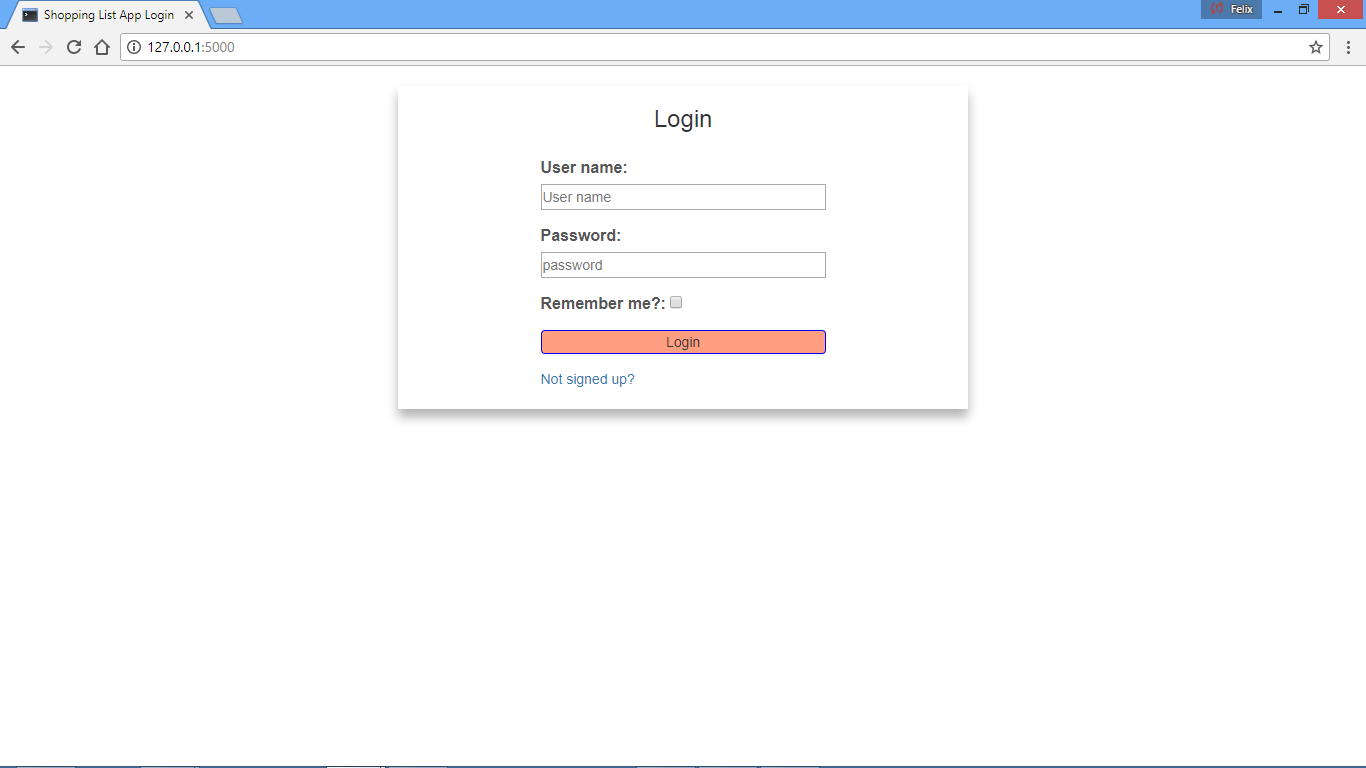 Shopping List App Login
Felix
127.0.0.1:5000
Login
User name:
User name
Password:
password
Remember me?:
Login
Not signed up?